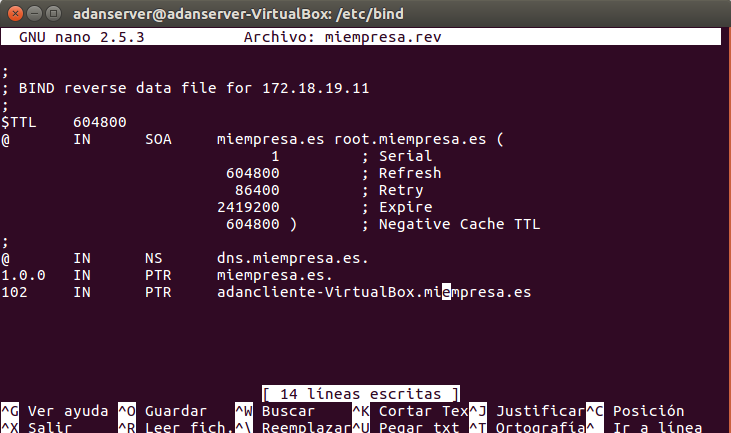 adanserver@adanserver-VirtualBox: /etc/bind
GNU nano 2.5.3 Archivo: miempresa.rev
;
; BIND reverse data file for 172.18.19.11
;
$TTL 604800
@ IN SOA miempresa.es root.miempresa.es (
1 ; Serial
604800 ; Refresh
86400 ; Retry
2419200 ; Expire
604800 ) ; Negative Cache TTL
;
@ IN NS dns.miempresa.es.
1.0.0 IN PTR miempresa.es.
102 IN PTR adancliente-VirtualBox.miempresa.es
[ 14 líneas escritas ]
^G Ver ayuda ^O Guardar ^W Buscar ^K Cortar Tex ^J Justificar ^C Posición
^X Salir ^R Leer fich. ^\ Reemplazar ^U Pegar txt ^T Ortografía ^_ Ir a línea